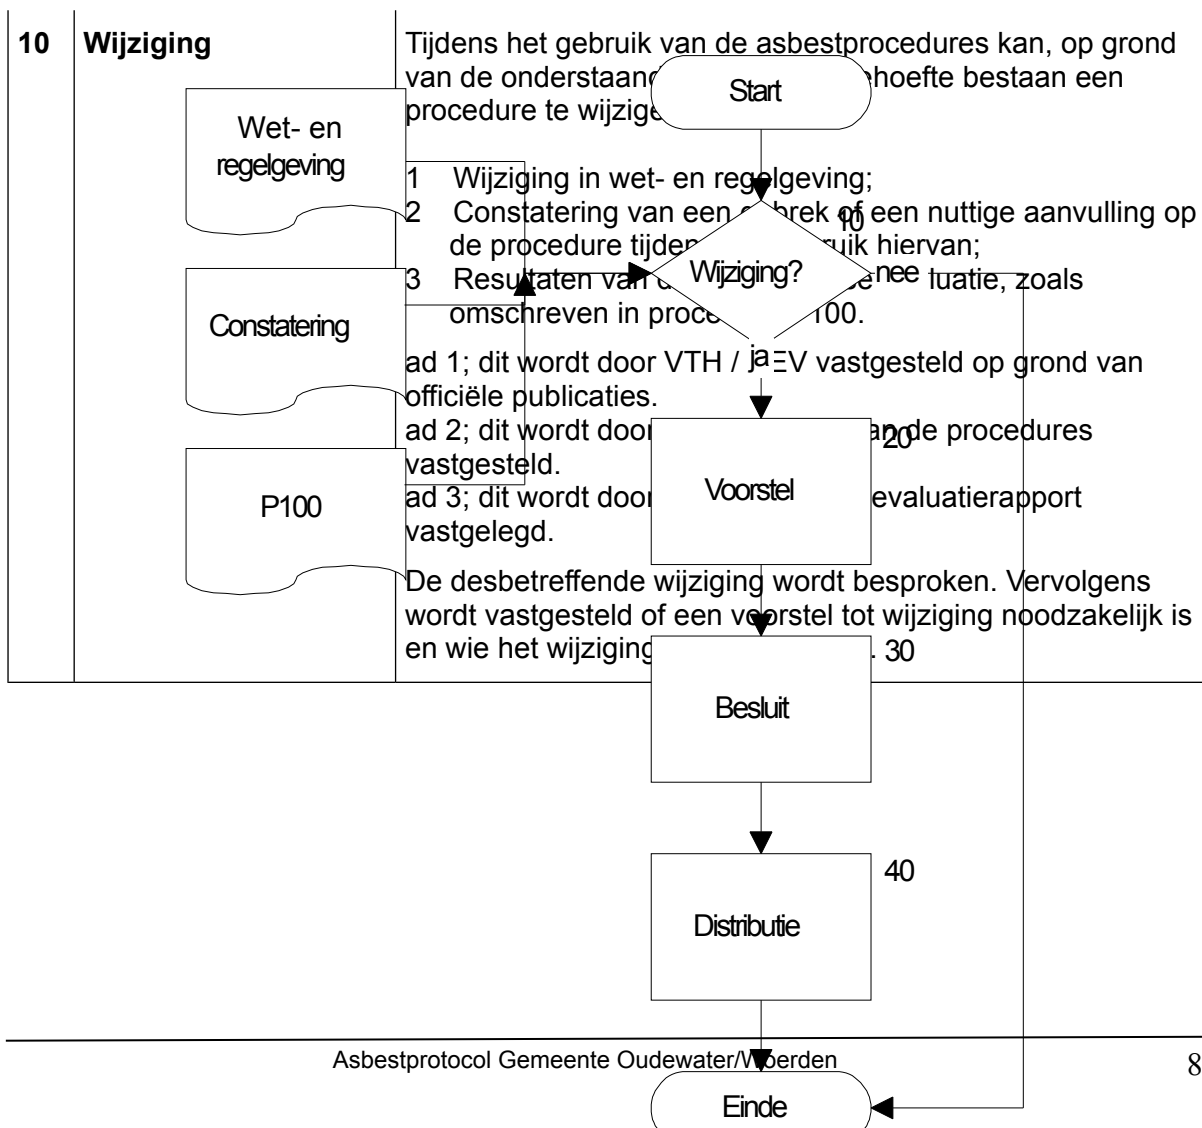 10 Wijziging
Tijdens het gebruik van de asbestprocedures kan, op grond
van de onderstaand ehoefte bestaan een
procedure te wijzige
1 Wijziging in wet- en regelgeving;
2 Constatering van een gebrek of een nuttige aanvulling op
de procedure tijden uik hiervan;
3 Resultaten van d luatie, zoals
omschreven in proce 100.
ad 1; dit wordt door VTH / EV vastgesteld op grond van
officiële publicaties.
ad 2; dit wordt door an de procedures
vastgesteld.
ad 3; dit wordt door evaluatierapport
vastgelegd.
De desbetreffende wijziging wordt besproken. Vervolgens
wordt vastgesteld of een voorstel tot wijziging noodzakelijk is
en wie het wijziging .
Wet- en
regelgeving
Constatering
P100
Start
10
Wijziging?
nee
ja
20
Voorstel
30
Besluit
40
Distributie
Einde
Asbestprotocol Gemeente Oudewater/Woerden 8